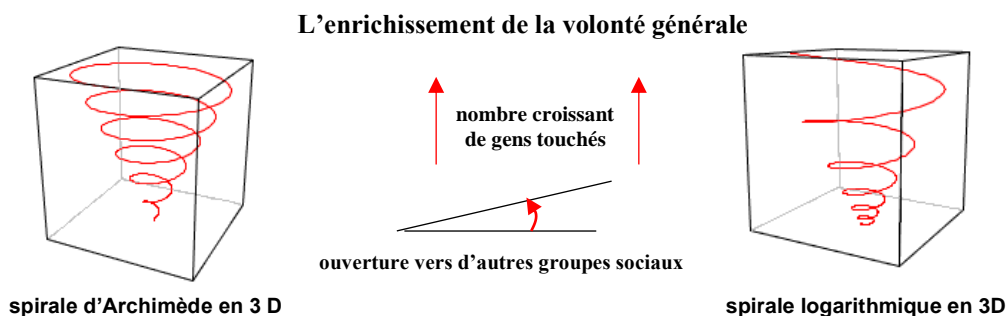 L'enrichissement de la volonté générale
nombre croissant
de gens touchés
ouverture vers d'autres groupes sociaux
spirale d'Archimède en 3 D
spirale logarithmique en 3D